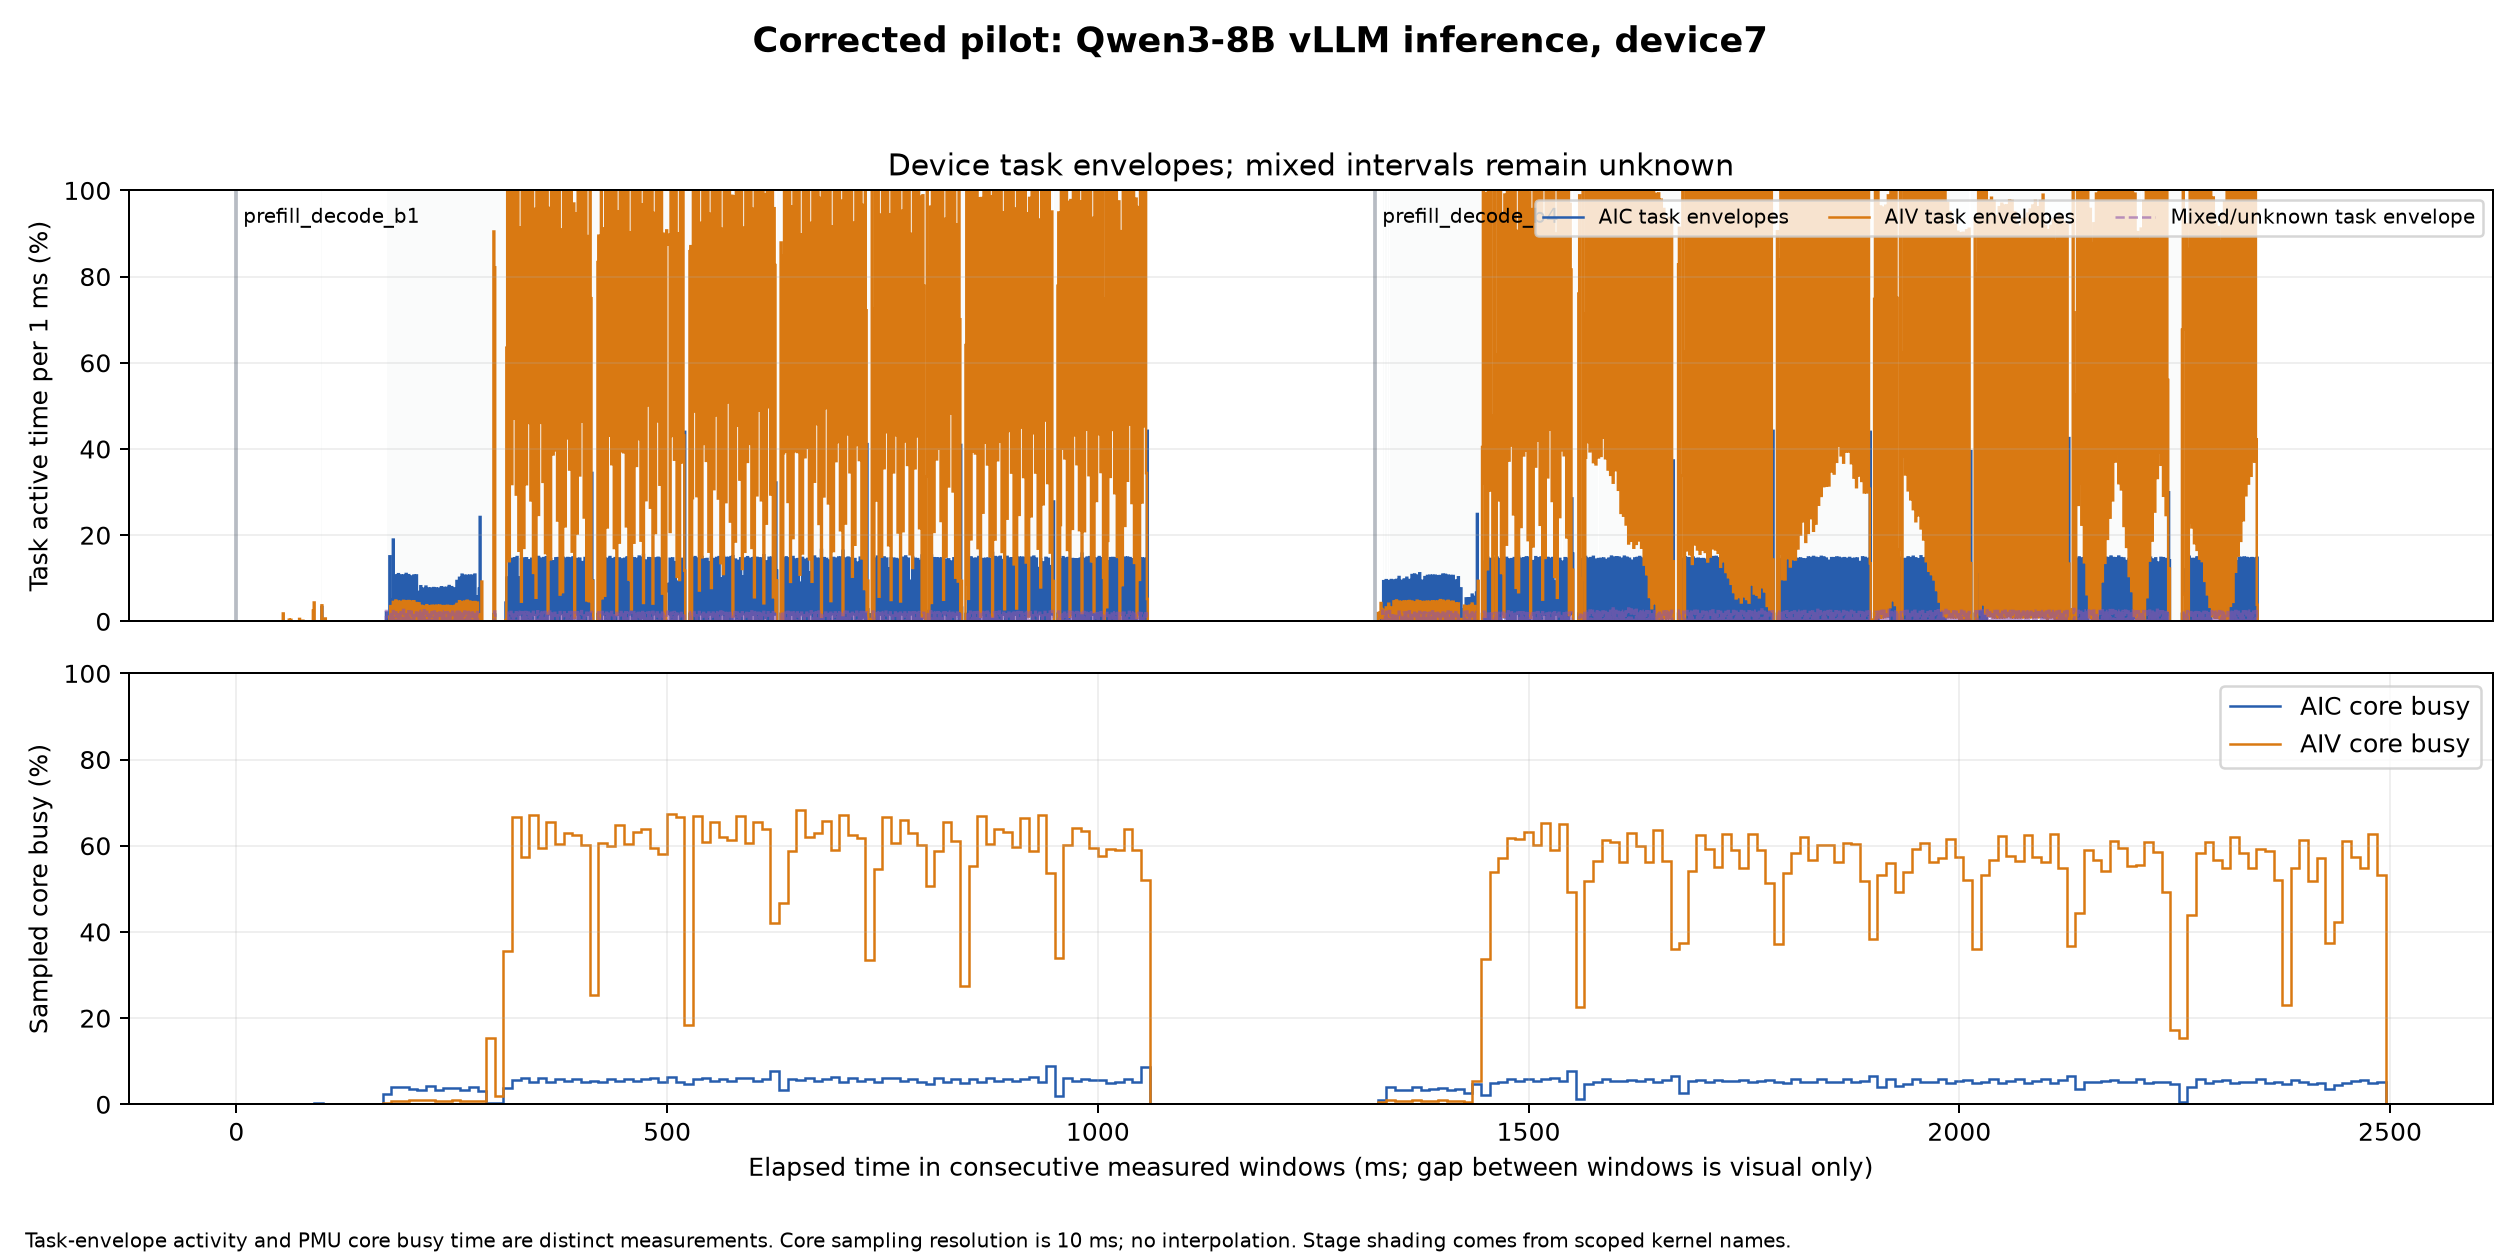 Corrected pilot: Qwen3-8B vLLM inference, device7
Device task envelopes; mixed intervals remain unknown
Task active time per 1 ms (%)
100
80
60
40
20
0
prefill_decode_b1
prefill_decode_
AIC task envelopes
AIV task envelopes
Mixed/unknown task envelope
Sampled core busy (%)
100
80
60
40
20
0
AIC core busy
AIV core busy
0 500 1000 1500 2000 2500
Elapsed time in consecutive measured windows (ms; gap between windows is visual only)
Task-envelope activity and PMU core busy time are distinct measurements. Core sampling resolution is 10 ms; no interpolation. Stage shading comes from scoped kernel names.